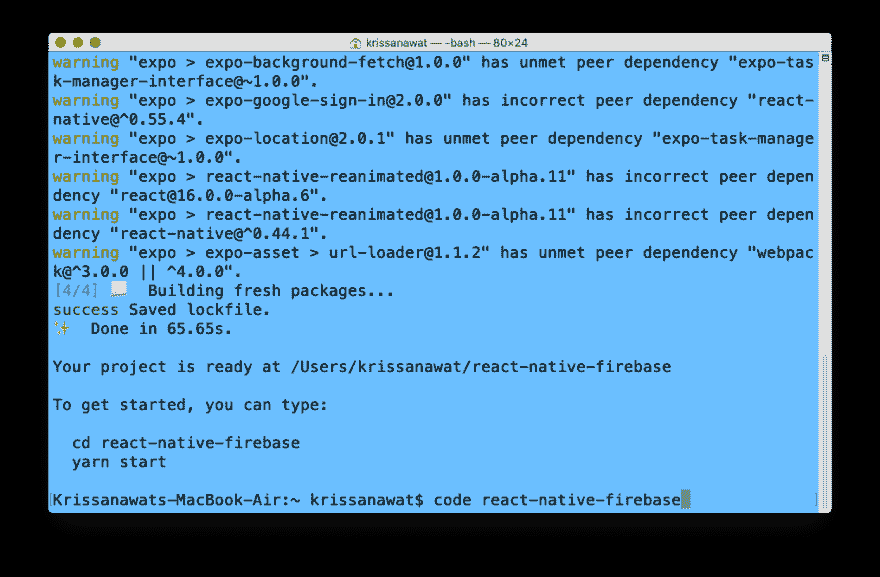 krissanawat — -bash — 80×24
warning "expo > expo-background-fetch@1.0.0" has unmet peer dependency "expo-tas
k-manager-interface@~1.0.0".
warning "expo > expo-google-sign-in@2.0.0" has incorrect peer dependency "react-
native@^0.55.4".
warning "expo > expo-location@2.0.1" has unmet peer dependency "expo-task-manage
r-interface@~1.0.0".
warning "expo > react-native-reanimated@1.0.0-alpha.11" has incorrect peer depen
dency "react@16.0.0-alpha.6".
warning "expo > react-native-reanimated@1.0.0-alpha.11" has incorrect peer depen
dency "react-native@^0.44.1".
warning "expo > expo-asset > url-loader@1.1.2" has unmet peer dependency "webpac
k@^3.0.0 || ^4.0.0".
[4/4] 📃  Building fresh packages...
success Saved lockfile.
✨  Done in 65.65s.
Your project is ready at /Users/krissanawat/react-native-firebase
To get started, you can type:
cd react-native-firebase
yarn start
[Krissanawats-MacBook-Air:~ krissanawat$ code react-native-firebase ]